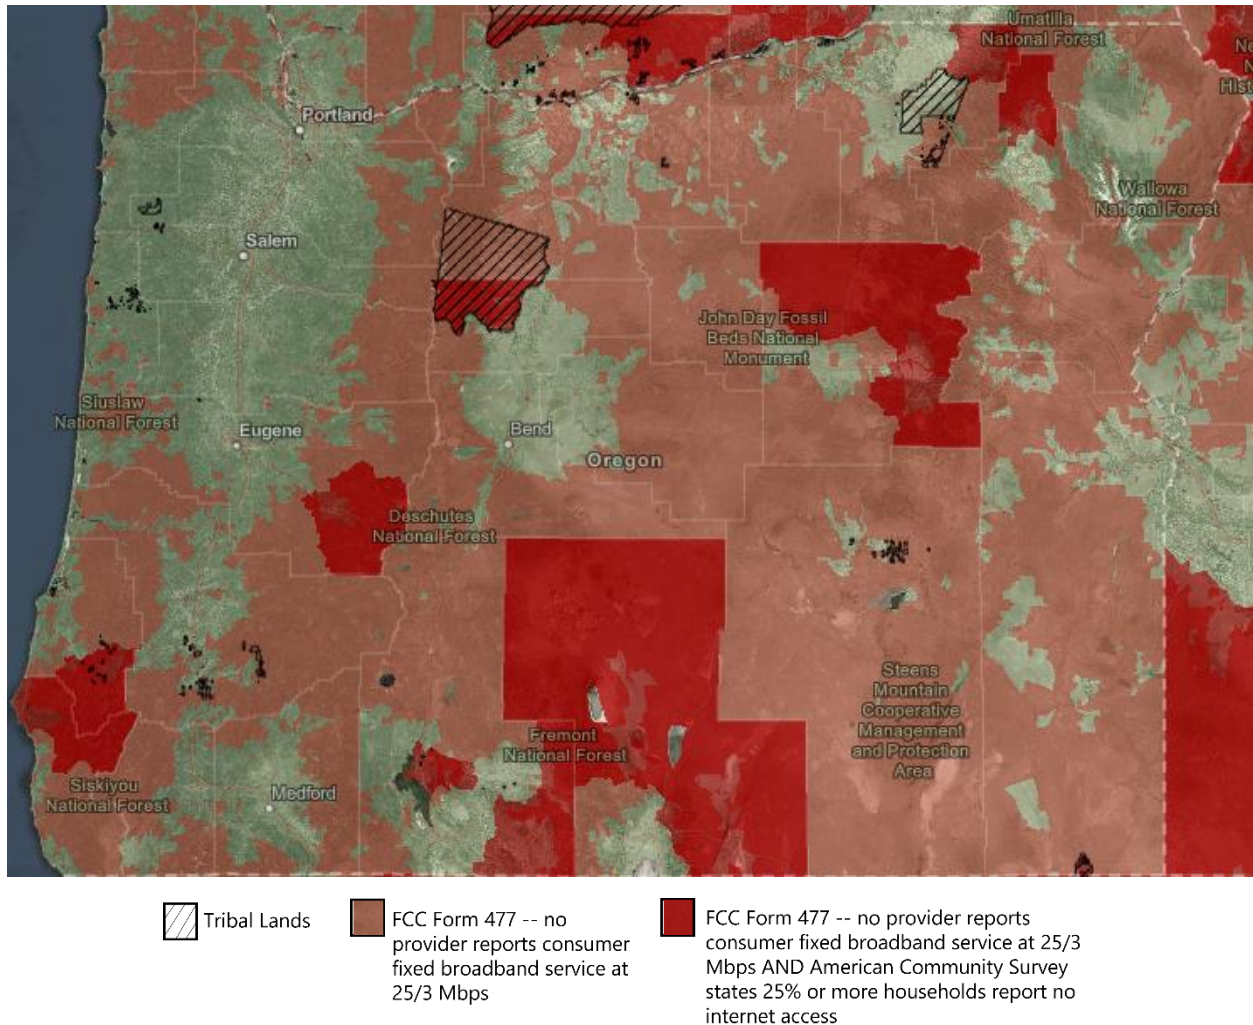 Umatilla
National Forest
Ne
N
Hist
Portland
Wallowa
National Forest
Salem
John Day Fossil
Beds National
Monument
Siuslaw
National Forest
Eugene
Bend
Oregon
Deschutes
National Forest
Steens
Mountain
Cooperative
Management
and Protection
Area
Fremont
National Forest
Siskiyou
National Forest
Medford
Tribal Lands
FCC Form 477 -- no
provider reports consumer
fixed broadband service at
25/3 Mbps
FCC Form 477 -- no provider reports
consumer fixed broadband service at 25/3
Mbps AND American Community Survey
states 25% or more households report no
internet access